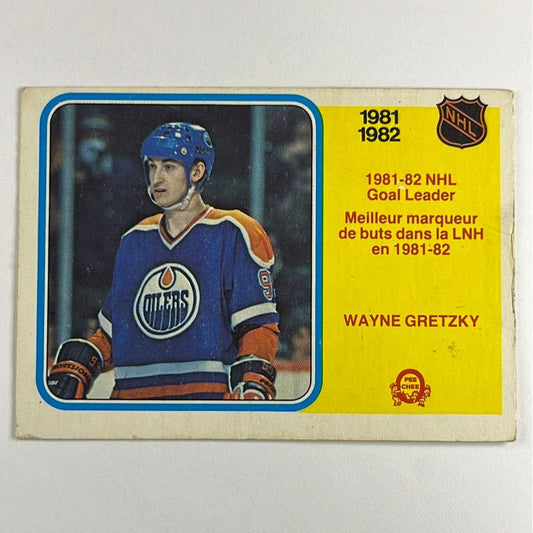 1981
1982
NHL
1981-82 NHL
Goal Leader
Meilleur marqueur
de buts dans la LNH
en 1981-82
WAYNE GRETZKY
OILERS
9
PEE
CHEE